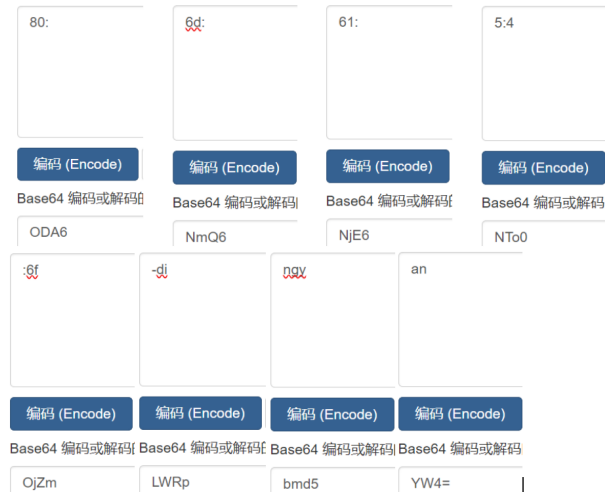 80: 6d: 61: 5:4
编码 (Encode) 编码 (Encode) 编码 (Encode) 编码 (Encode)
Base64 编码或解码的 Base64 编码或解码 Base64 编码或解码 Base64 编码或解码
ODA6 NmQ6 NjE6 NTo0
:6f -di ngy an
编码 (Encode) 编码 (Encode) 编码 (Encode) 编码 (Encode)
Base64 编码或解码 Base64 编码或解码 Base64 编码或解码 Base64 编码或解码
OjZm LWRp bmd5 YW4=